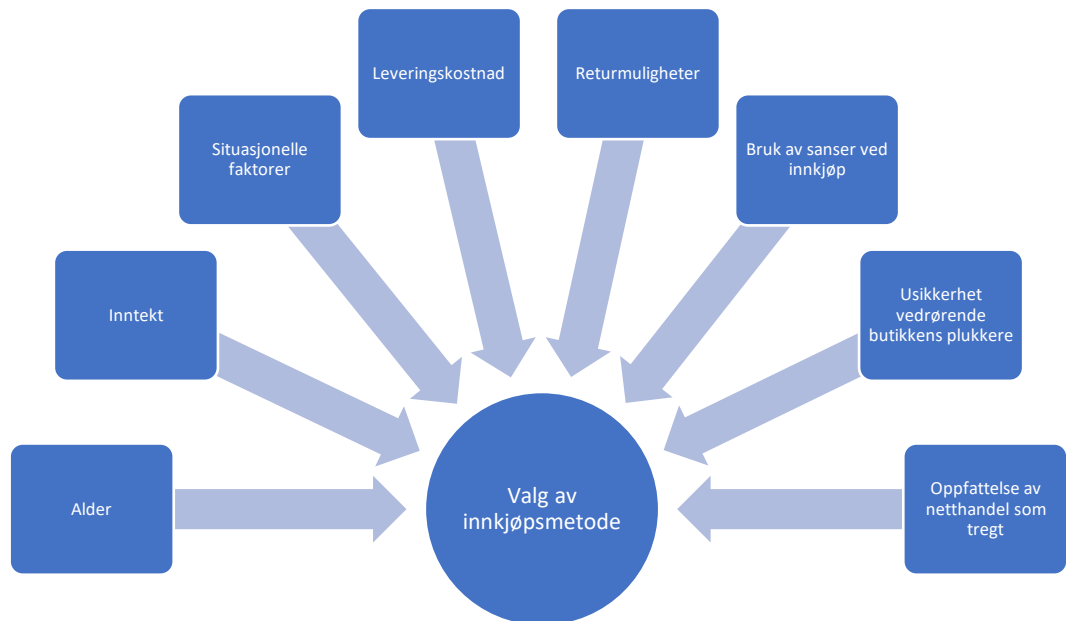 Leveringskostnad
Returmuligheter
Situasjonelle
faktorer
Bruk av sanser ved
innkjøp
Inntekt
Usikkerhet
vedrørende
butikkens plukkere
Alder
Valg av
innkjøpsmetode
Oppfattelse av
netthandel som
tregt